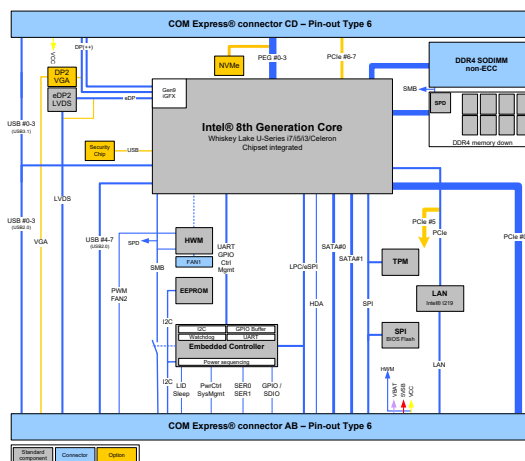 COM Express® connector CD – Pin-out Type 6
VCC
DP(++)
DP2
VGA
eDP2
LVDS
eDP
NVMe
PEG #0-3
PCIe #6-7
DDR4 SODIMM
non-ECC
SMB
SPD
DDR4 memory down
Gen9
iGFX
Intel® 8th Generation Core
Whiskey Lake U-Series i7/i5/i3/Celeron
Chipset integrated
USB #0-3
(USB3.1)
Security
Chip
USB
LVDS
USB #0-3
(USB2.0)
VGA
USB #4-7
(USB2.0)
SPD
SMB
HWM
FAN1
UART
GPIO
Ctrl
Mgmt
PWM
FAN2
EEPROM
I2C
LPC/eSPI
HDA
SATA#0
SATA#1
SPI
TPM
SPI
BIOS Flash
PCIe #5
PCIe
LAN
Intel® I219
LAN
I2C
GPIO Buffer
Watchdog
UART
Embedded Controller
Power sequencing
I2C
LID
Sleep
PwrCtrl
SysMgmt
SER0
SER1
GPIO /
SDIO
HWM
VBAT
5VSB
VCC
COM Express® connector AB – Pin-out Type 6
Standard
component
Connector
Option